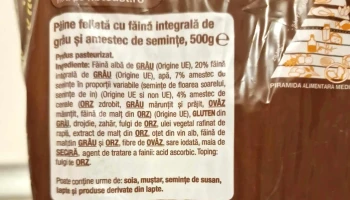 Pâine feliată cu făină integrală de
grâu și amestec de semințe, 500g℮
Produs pasteurizat.
Ingrediente: Făină albă de GRÂU (Origine UE), 20% făină
integrală de GRÂU (Origine UE), apă, 7% amestec de
semințe în proporții variabile (semințe de floarea soarelui,
semințe de in) (Origine UE si non UE), 4% amestec de
cereale (ORZ zdrobit, GRÂU mărunțit și prăjit, OVĂZ
măcinat, făină de malț din ORZ) (Origine UE), GLUTEN din
GRÂU, drojdie, zahăr, fulgi de ORZ, ulei vegetal rafinat de
rapiță, extract de malt din ORZ, oțet din vin alb, făină de malt din
GRÂU și ORZ, fibre de OVĂZ, sare iodată, maia de
SECARĂ, agent de tratare a făinii: acid ascorbic. Toping:
fulgi de ORZ.
Poate conține urme de: soia, muștar, semințe de susan,
lapte și produse derivate din lapte.
PIRAMIDA ALIMENTARA MEDI